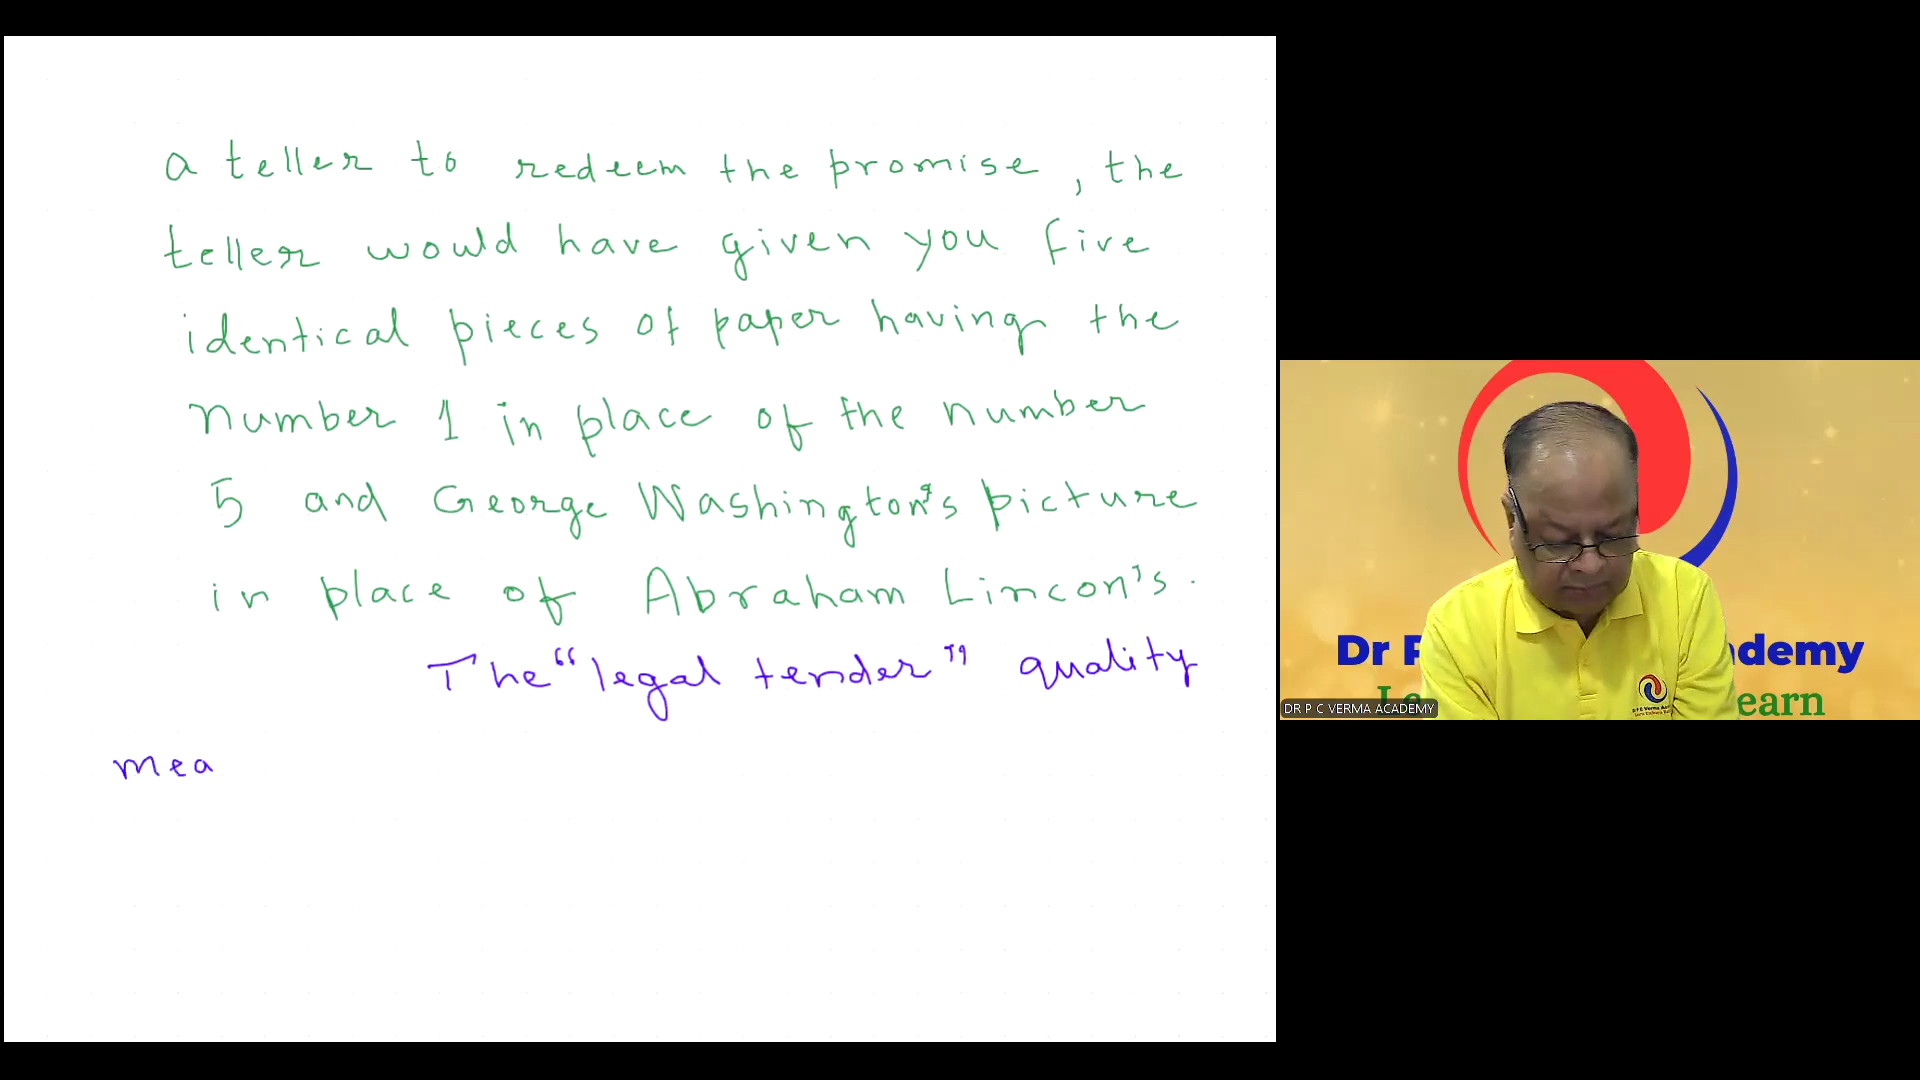 a teller to redeem the promise, the
teller would have given you five
identical pieces of paper having the
number 1 in place of the number
5 and George Washington's picture
in place of Abraham Lincon's.
The "legal tender" quality
mea
Dr P demy
Le earn
DR P C VERMA ACADEMY